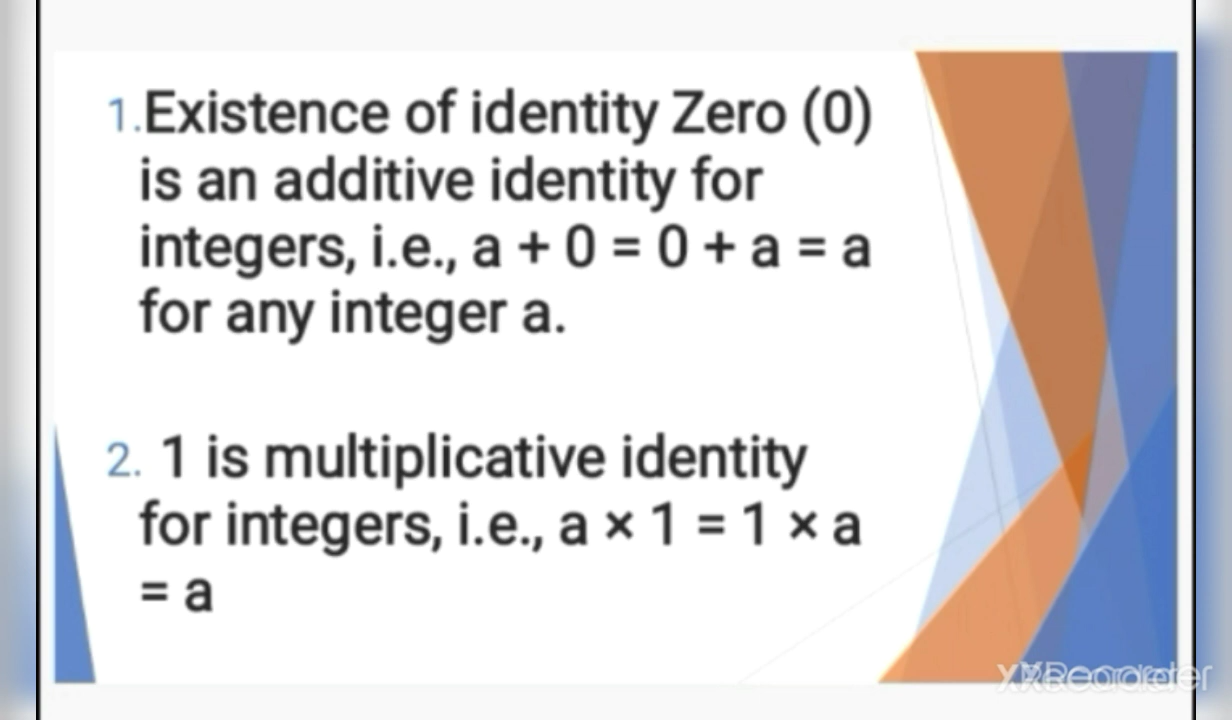 1.Existence of identity Zero (0)
is an additive identity for
integers, i.e., a + 0 = 0 + a = a
for any integer a.
2. 1 is multiplicative identity
for integers, i.e., a × 1 = 1 × a
= a